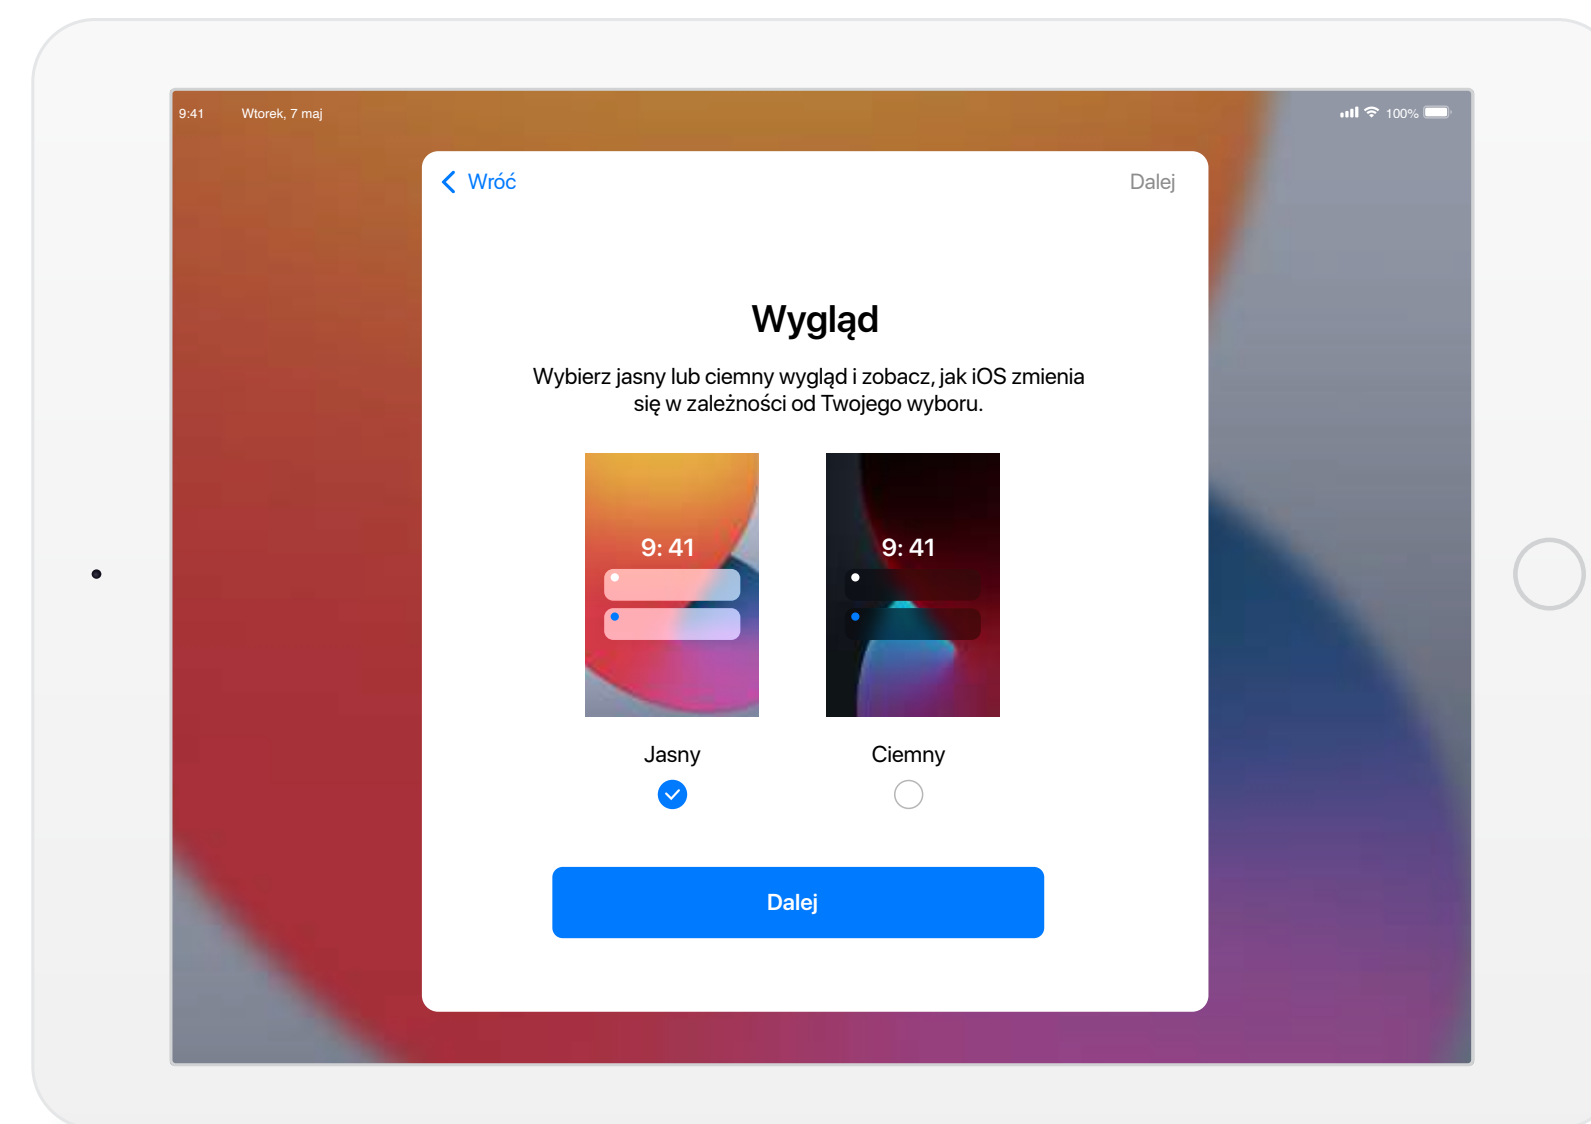 9:41 Wtorek, 7 maj 100%
Wróć Dalej
Wygląd
Wybierz jasny lub ciemny wygląd i zobacz, jak iOS zmienia
się w zależności od Twojego wyboru.
9: 41 9: 41
Jasny Ciemny
Dalej